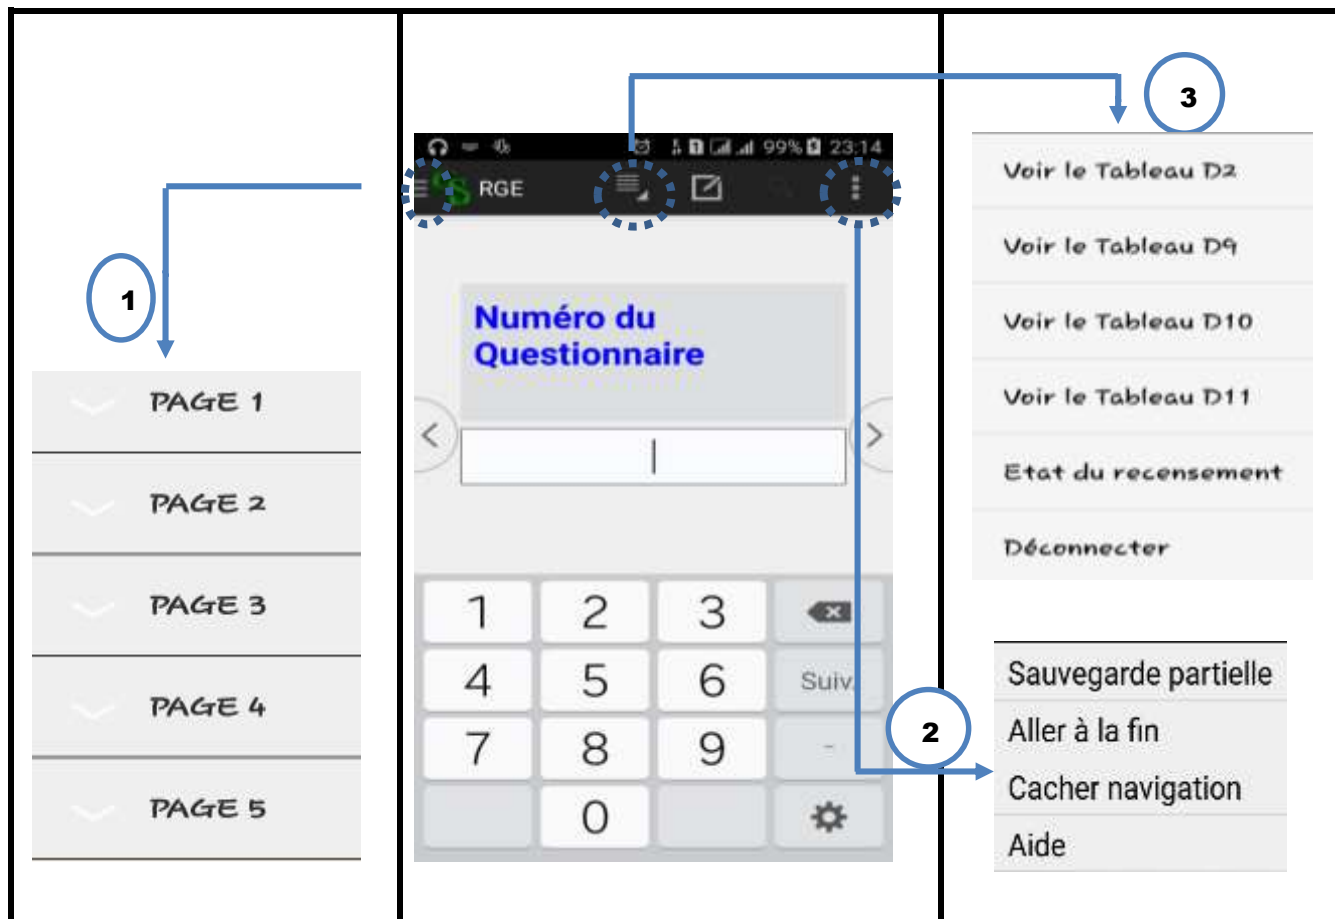 1
PAGE 1
PAGE 2
PAGE 3
PAGE 4
PAGE 5
99% 23:14
RGE
Numéro du
Questionnaire
1 2 3
4 5 6 Suiv.
7 8 9 -
0
3
Voir le Tableau D2
Voir le Tableau D9
Voir le Tableau D10
Voir le Tableau D11
Etat du recensement
Déconnecter
2
Sauvegarde partielle
Aller à la fin
Cacher navigation
Aide